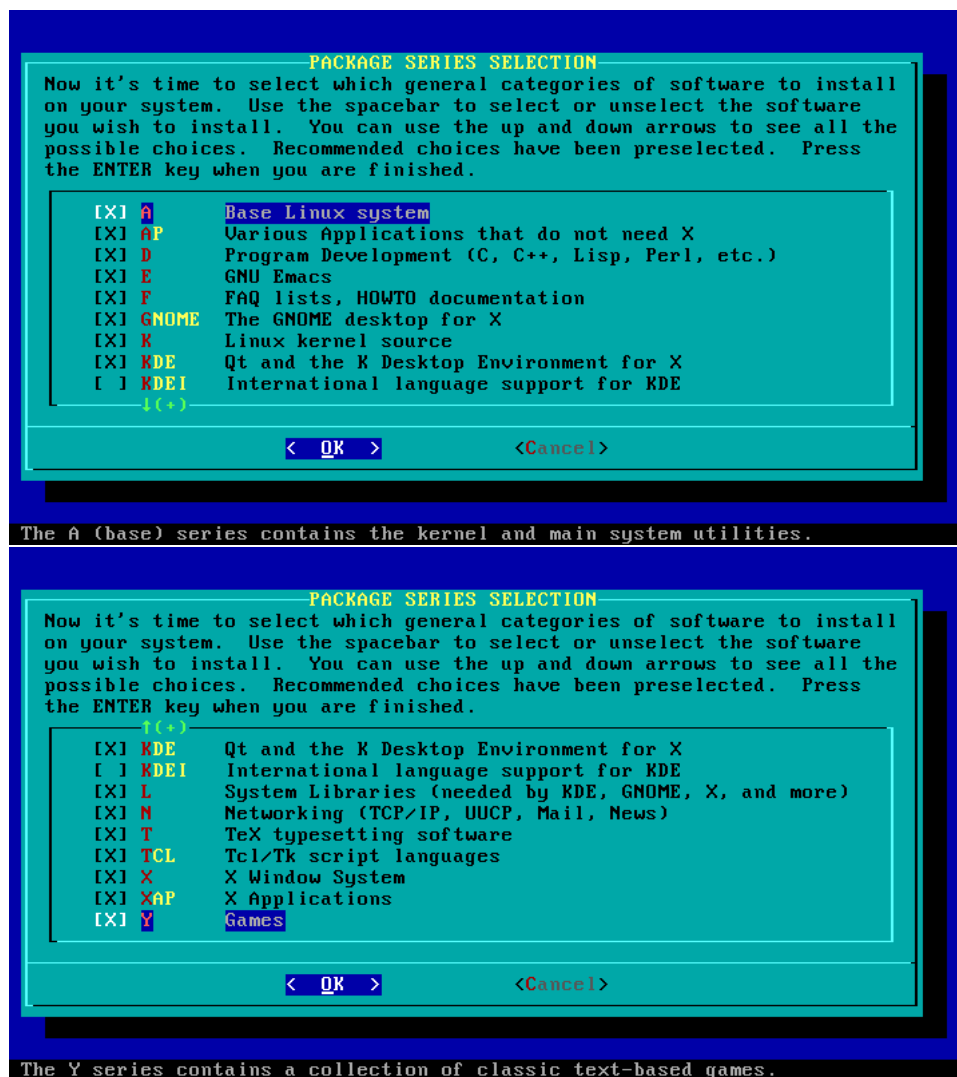 PACKAGE SERIES SELECTION
Now it's time to select which general categories of software to install
on your system.  Use the spacebar to select or unselect the software
you wish to install.  You can use the up and down arrows to see all the
possible choices.  Recommended choices have been preselected.  Press
the ENTER key when you are finished.
[X] A Base Linux system
[X] AP Various Applications that do not need X
[X] D Program Development (C, C++, Lisp, Perl, etc.)
[X] E GNU Emacs
[X] F FAQ lists, HOWTO documentation
[X] GNOME The GNOME desktop for X
[X] K Linux kernel source
[X] KDE Qt and the K Desktop Environment for X
[ ] KDEI International language support for KDE
↓(+)
< OK > <Cancel>
The A (base) series contains the kernel and main system utilities.
PACKAGE SERIES SELECTION
Now it's time to select which general categories of software to install
on your system.  Use the spacebar to select or unselect the software
you wish to install.  You can use the up and down arrows to see all the
possible choices.  Recommended choices have been preselected.  Press
the ENTER key when you are finished.
↑(+)
[X] KDE Qt and the K Desktop Environment for X
[ ] KDEI International language support for KDE
[X] L System Libraries (needed by KDE, GNOME, X, and more)
[X] N Networking (TCP/IP, UUCP, Mail, News)
[X] T TeX typesetting software
[X] TCL Tcl/Tk script languages
[X] X X Window System
[X] XAP X Applications
[X] Y Games
< OK > <Cancel>
The Y series contains a collection of classic text-based games.